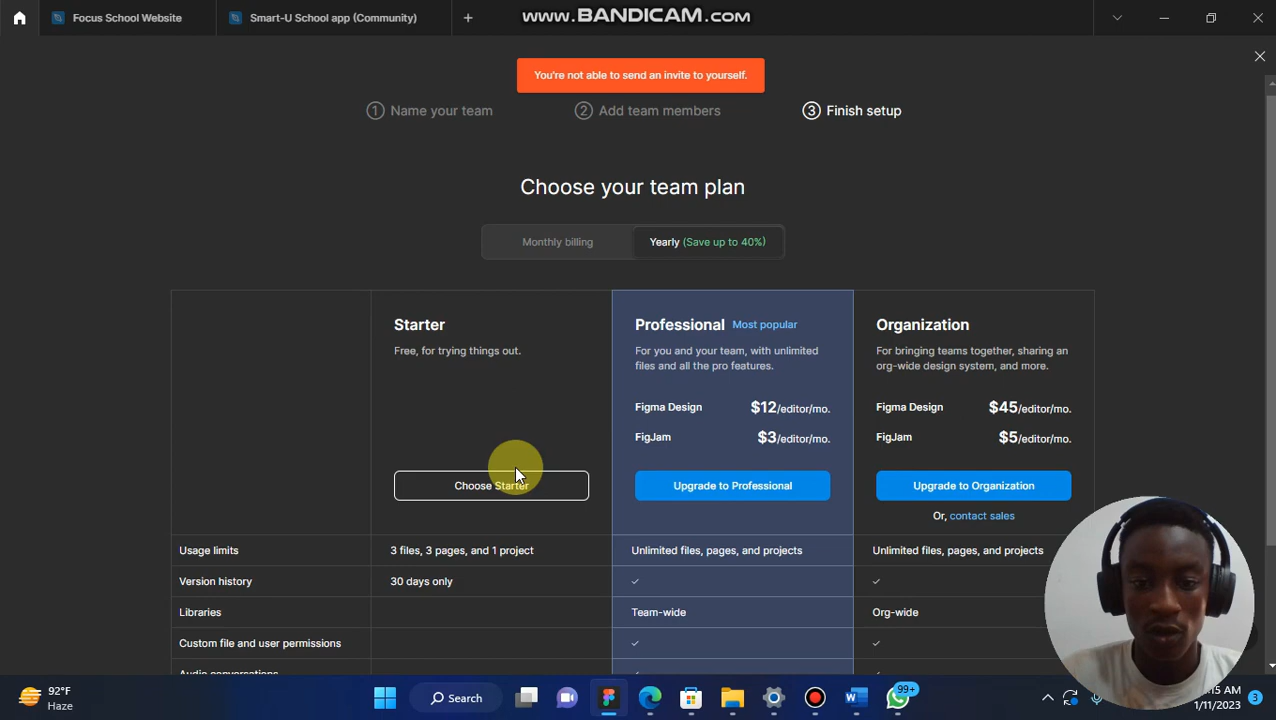 Focus School Website
Smart-U School app (Community)
www.BANDICAM.com
You're not able to send an invite to yourself.
1 Name your team
2 Add team members
3 Finish setup
Choose your team plan
Monthly billing
Yearly (Save up to 40%)
Starter
Free, for trying things out.
Choose Starter
Professional Most popular
For you and your team, with unlimited
files and all the pro features.
Figma Design $12/editor/mo.
FigJam $3/editor/mo.
Upgrade to Professional
Organization
For bringing teams together, sharing an
org-wide design system, and more.
Figma Design $45/editor/mo.
FigJam $5/editor/mo.
Upgrade to Organization
Or, contact sales
Usage limits 3 files, 3 pages, and 1 project Unlimited files, pages, and projects Unlimited files, pages, and projects
Version history 30 days only
Libraries Team-wide Org-wide
Custom file and user permissions
Audio conversations
92°F
Haze
Search
99+
:15 AM
1/11/2023
3